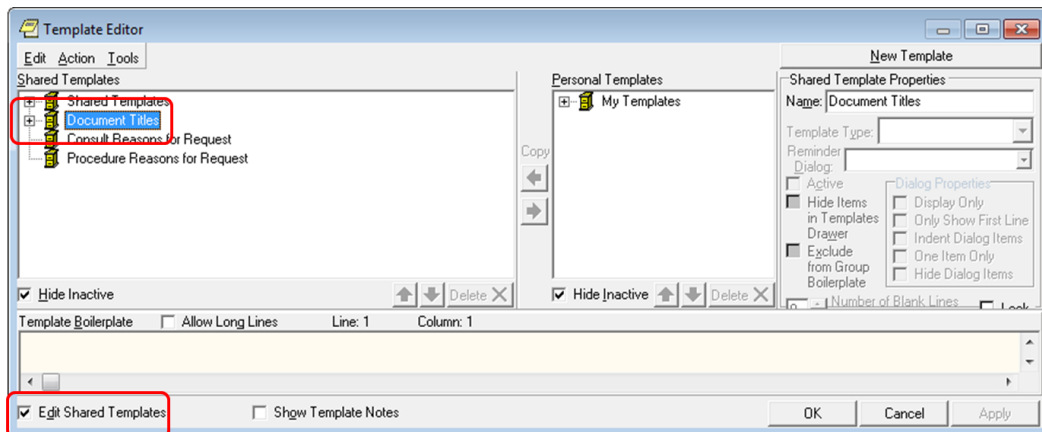 Template Editor
Edit Action Tools
New Template
Shared Templates
Shared Templates
Document Titles
Consult Reasons for Request
Procedure Reasons for Request
Hide Inactive
Delete
Copy
Personal Templates
My Templates
Hide Inactive
Delete
Shared Template Properties
Name: Document Titles
Template Type:
Reminder
Dialog:
Active
Hide Items
in Templates
Drawer
Exclude
from Group
Boilerplate
Dialog Properties
Display Only
Only Show First Line
Indent Dialog Items
One Item Only
Hide Dialog Items
0 Number of Blank Lines
Lock
Template Boilerplate Allow Long Lines Line: 1 Column: 1
Edit Shared Templates Show Template Notes OK Cancel Apply